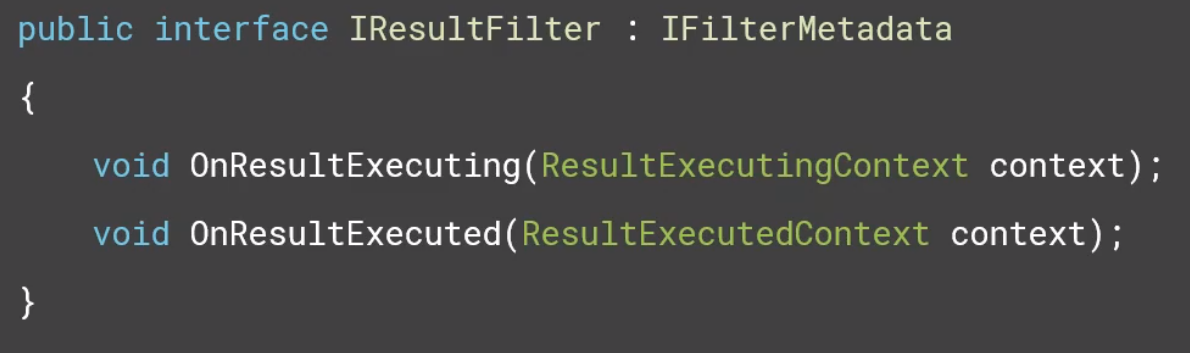 public interface IResultFilter : IFilterMetadata
{
    void OnResultExecuting(ResultExecutingContext context);
    void OnResultExecuted(ResultExecutedContext context);
}